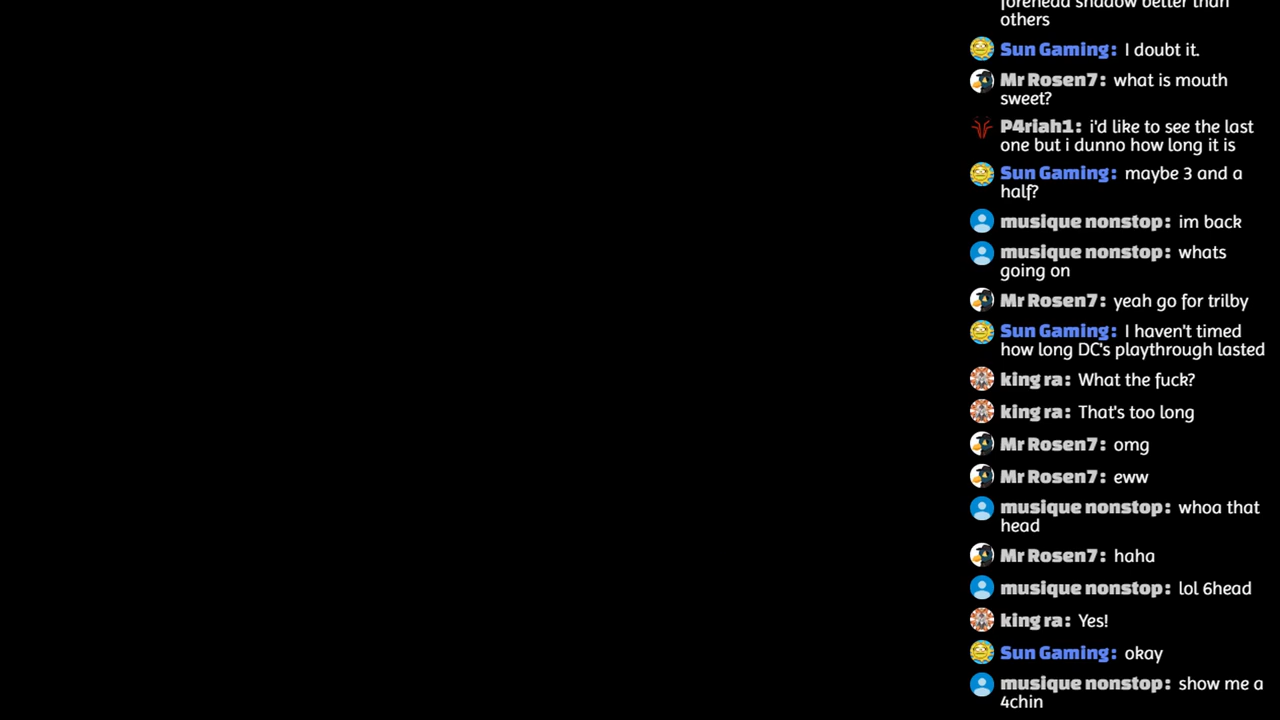 forehead shadow better than
others
Sun Gaming: I doubt it.
Mr Rosen7: what is mouth
sweet?
P4riah1: i'd like to see the last
one but i dunno how long it is
Sun Gaming: maybe 3 and a
half?
musique nonstop: im back
musique nonstop: whats
going on
Mr Rosen7: yeah go for trilby
Sun Gaming: I haven't timed
how long DC's playthrough lasted
king ra: What the fuck?
king ra: That's too long
Mr Rosen7: omg
Mr Rosen7: eww
musique nonstop: whoa that
head
Mr Rosen7: haha
musique nonstop: lol 6head
king ra: Yes!
Sun Gaming: okay
musique nonstop: show me a
4chin